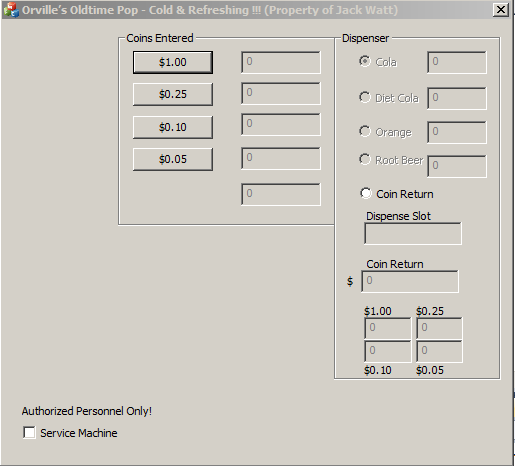 Orville's Oldtime Pop - Cold & Refreshing !!! (Property of Jack Watt)
Coins Entered
$1.00 0
$0.25 0
$0.10 0
$0.05 0
0
Dispenser
Cola 0
Diet Cola 0
Orange 0
Root Beer 0
Coin Return
Dispense Slot
Coin Return
$ 0
$1.00 $0.25
0 0
0 0
$0.10 $0.05
Authorized Personnel Only!
Service Machine